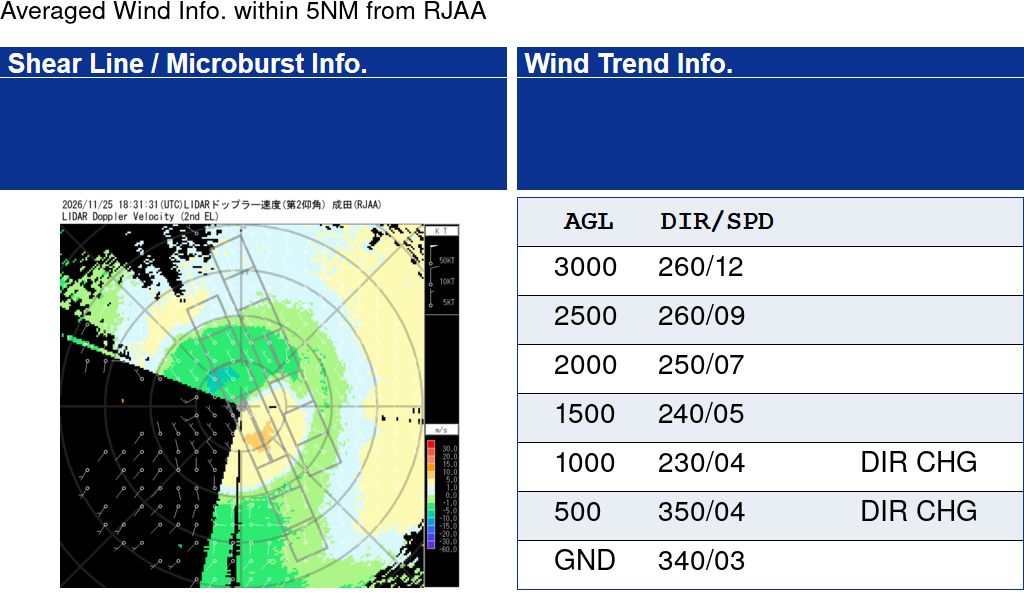 Averaged Wind Info. within 5NM from RJAA
Shear Line / Microburst Info.
Wind Trend Info.
2026/11/25 18:31:31(UTC)LIDARドップラー速度(第2仰角) 成田(RJAA)
LIDAR Doppler Velocity (2nd EL)
KT
50KT
10KT
5KT
m/s
30.0
20.0
15.0
10.0
5.0
1.0
0.0
-1.0
-5.0
-10.0
-15.0
-20.0
-30.0
-60.0
AGL DIR/SPD
3000 260/12
2500 260/09
2000 250/07
1500 240/05
1000 230/04 DIR CHG
500 350/04 DIR CHG
GND 340/03